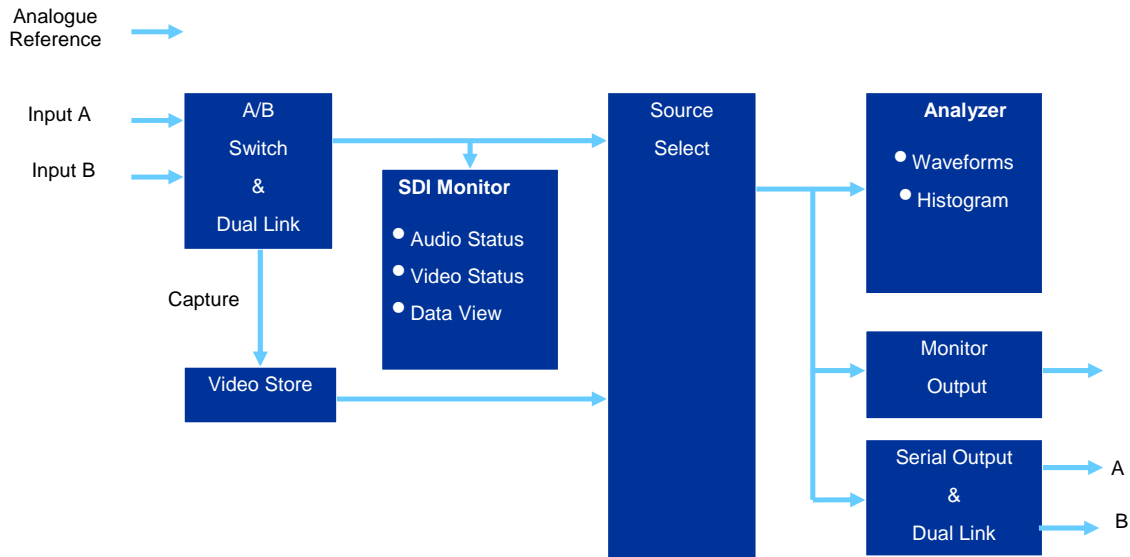 Analogue
Reference
Input A
Input B
A/B
Switch
&
Dual Link
Capture
Video Store
SDI Monitor
● Audio Status
● Video Status
● Data View
Source
Select
Analyzer
● Waveforms
● Histogram
Monitor
Output
Serial Output
&
Dual Link
A
B